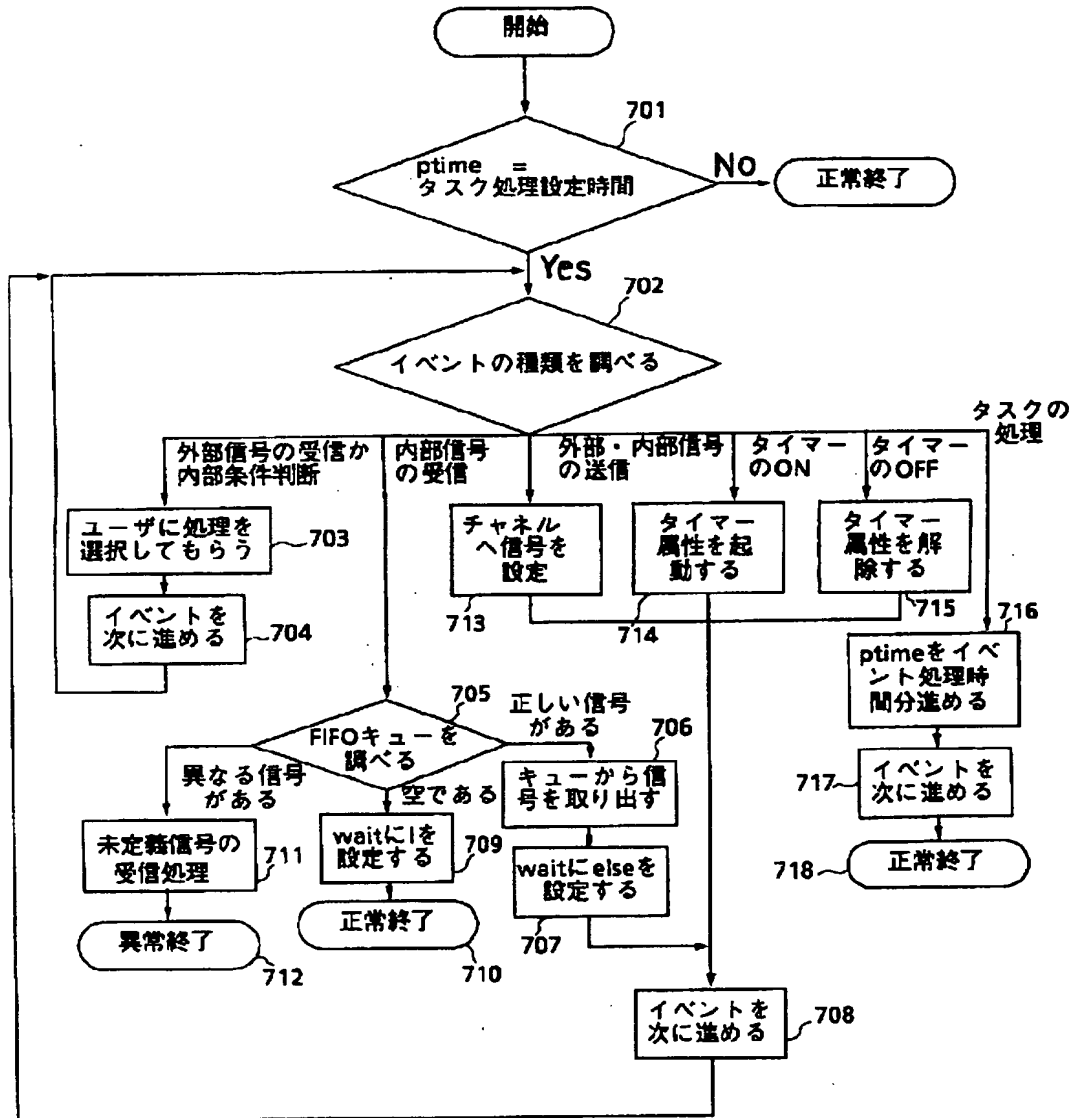 開始
701
ptime =
タスク処理設定時間
No
正常終了
Yes
702
イベントの種類を調べる
外部信号の受信か
内部条件判断
内部信号
の受信
外部・内部信号
の送信
タイマー
のON
タイマー
のOFF
タスクの
処理
ユーザに処理を
選択してもらう
703
イベントを
次に進める
704
チャネル
へ信号を
設定
713
タイマー
属性を起
動する
714
タイマー
属性を解
除する
715
716
ptimeをイベ
ント処理時
間分進める
717
イベントを
次に進める
718
正常終了
705
FIFOキューを
調べる
正しい信号
がある
706
キューから信
号を取り出す
waitにelseを
設定する
707
異なる信号
がある
空である
waitにIを
設定する
709
正常終了
710
未定義信号の
受信処理
711
異常終了
712
イベントを
次に進める
708